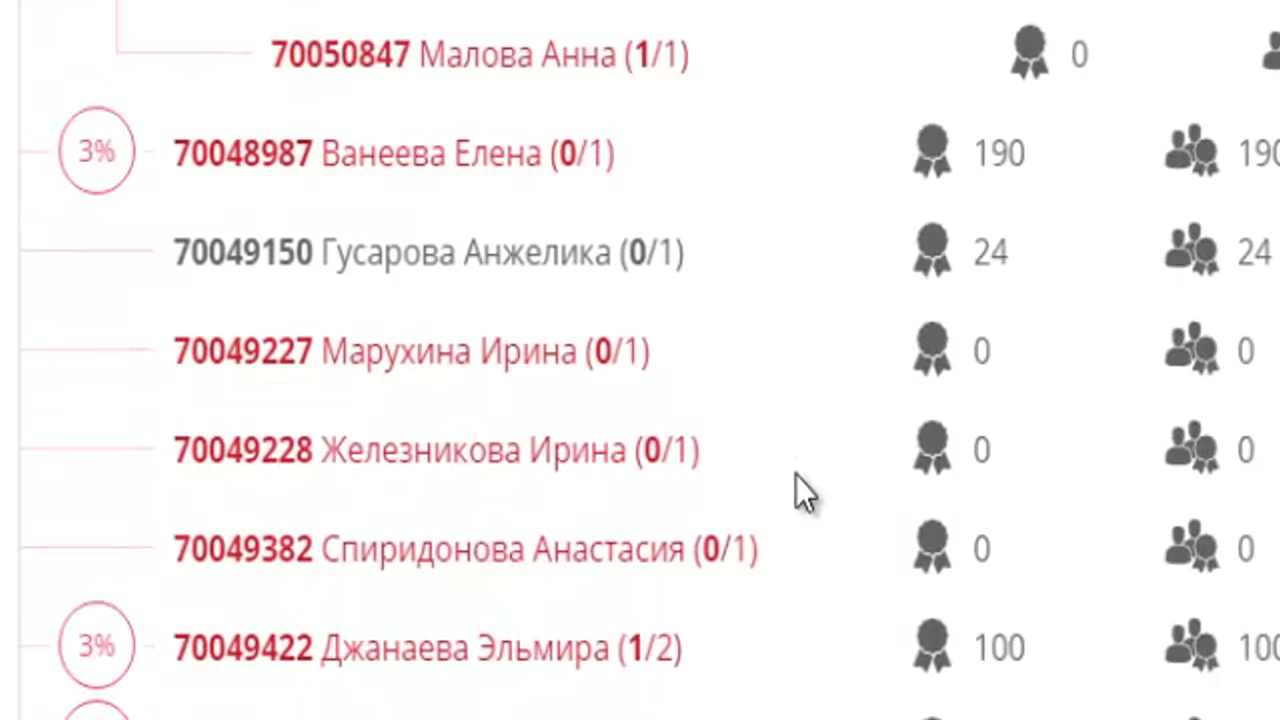 70050847 Малова Анна (1/1) 0
3% 70048987 Ванеева Елена (0/1) 190 190
70049150 Гусарова Анжелика (0/1) 24 24
70049227 Марухина Ирина (0/1) 0 0
70049228 Железникова Ирина (0/1) 0 0
70049382 Спиридонова Анастасия (0/1) 0 0
3% 70049422 Джанаева Эльмира (1/2) 100 100